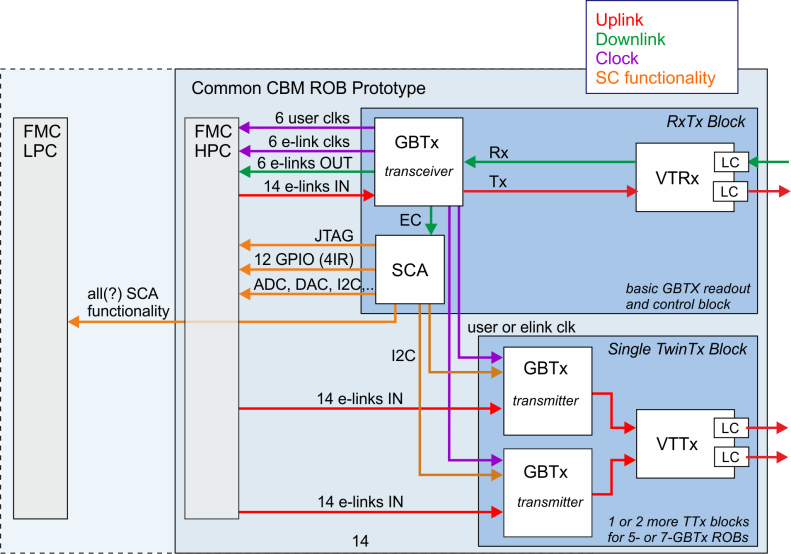 Uplink
Downlink
Clock
SC functionality
Common CBM ROB Prototype
FMC
LPC
FMC
HPC
6 user clks
6 e-link clks
6 e-links OUT
14 e-links IN
GBTx
transceiver
RxTx Block
Rx
Tx
VTRx
LC
LC
EC
JTAG
12 GPIO (4IR)
ADC, DAC, I2C,..
SCA
basic GBTX readout
and control block
all(?) SCA
functionality
user or elink clk
I2C
Single TwinTx Block
GBTx
transmitter
14 e-links IN
VTTx
LC
LC
GBTx
transmitter
14 e-links IN
1 or 2 more TTx blocks
for 5- or 7-GBTx ROBs
14